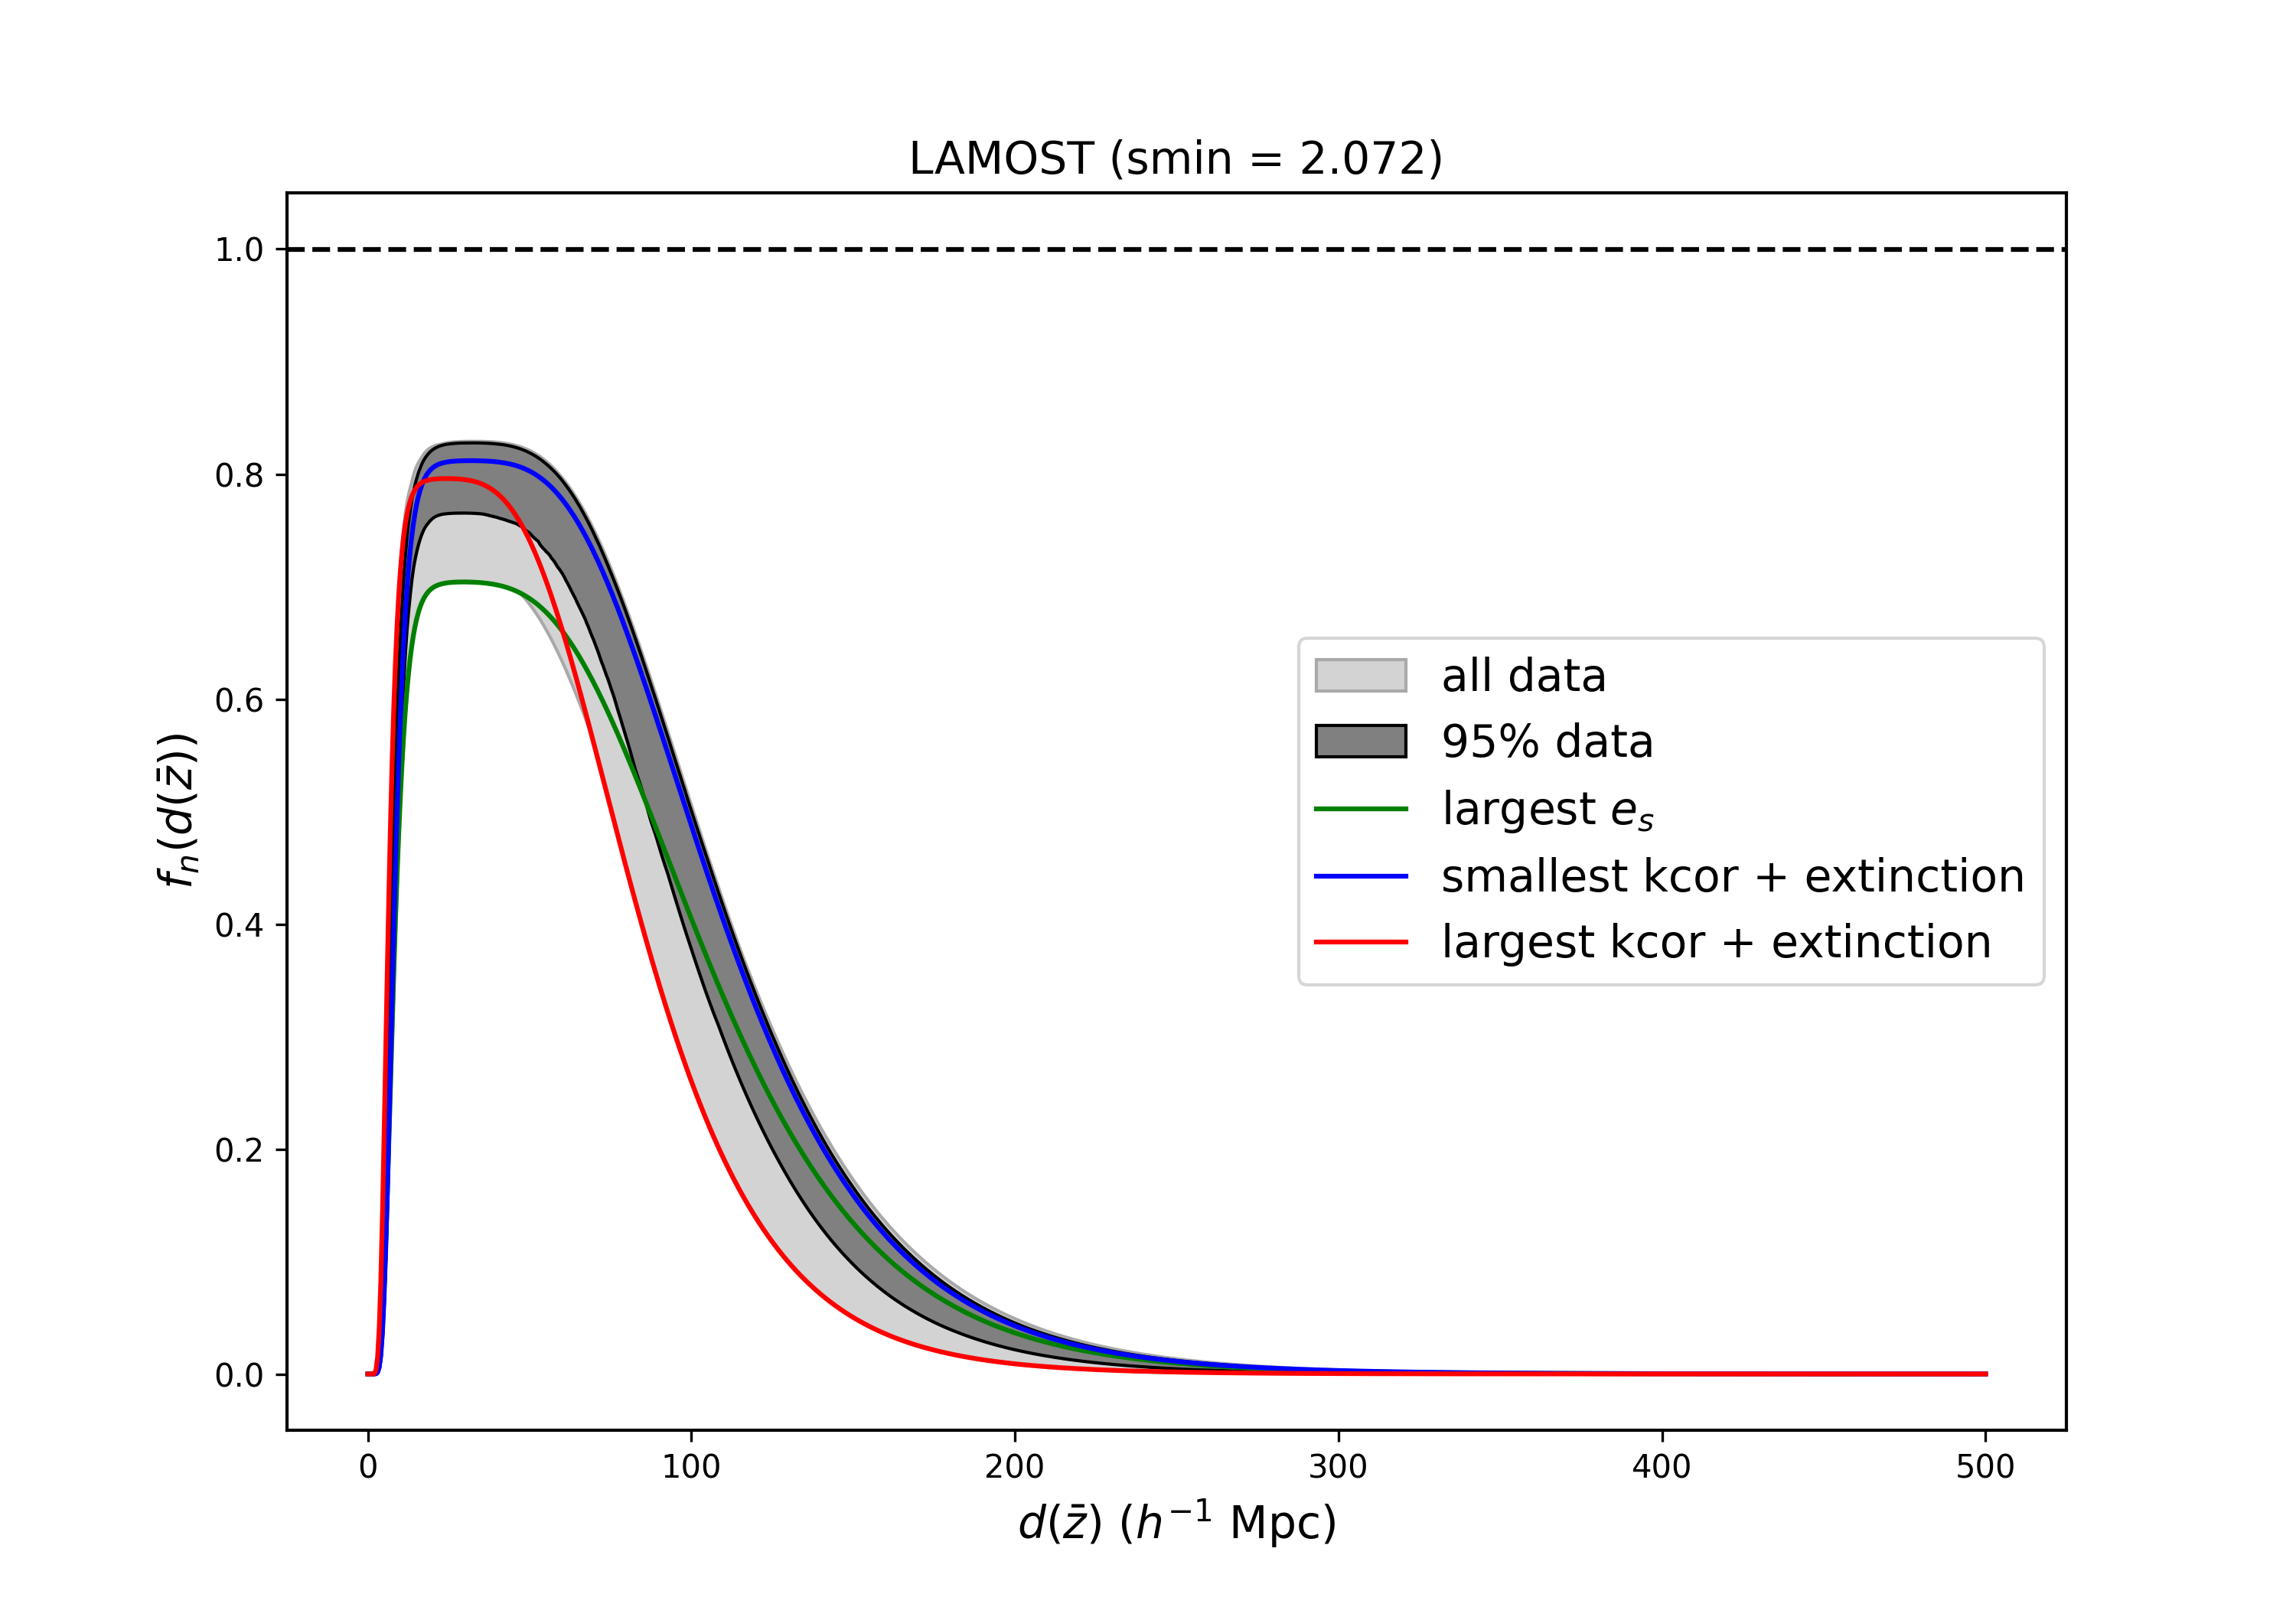 LAMOST (smin = 2.072)
1.0
0.8
0.6
0.4
0.2
0.0
f_n(d(z̄))
all data
95% data
largest e_s
smallest kcor + extinction
largest kcor + extinction
0 100 200 300 400 500
d(z̄) (h⁻¹ Mpc)